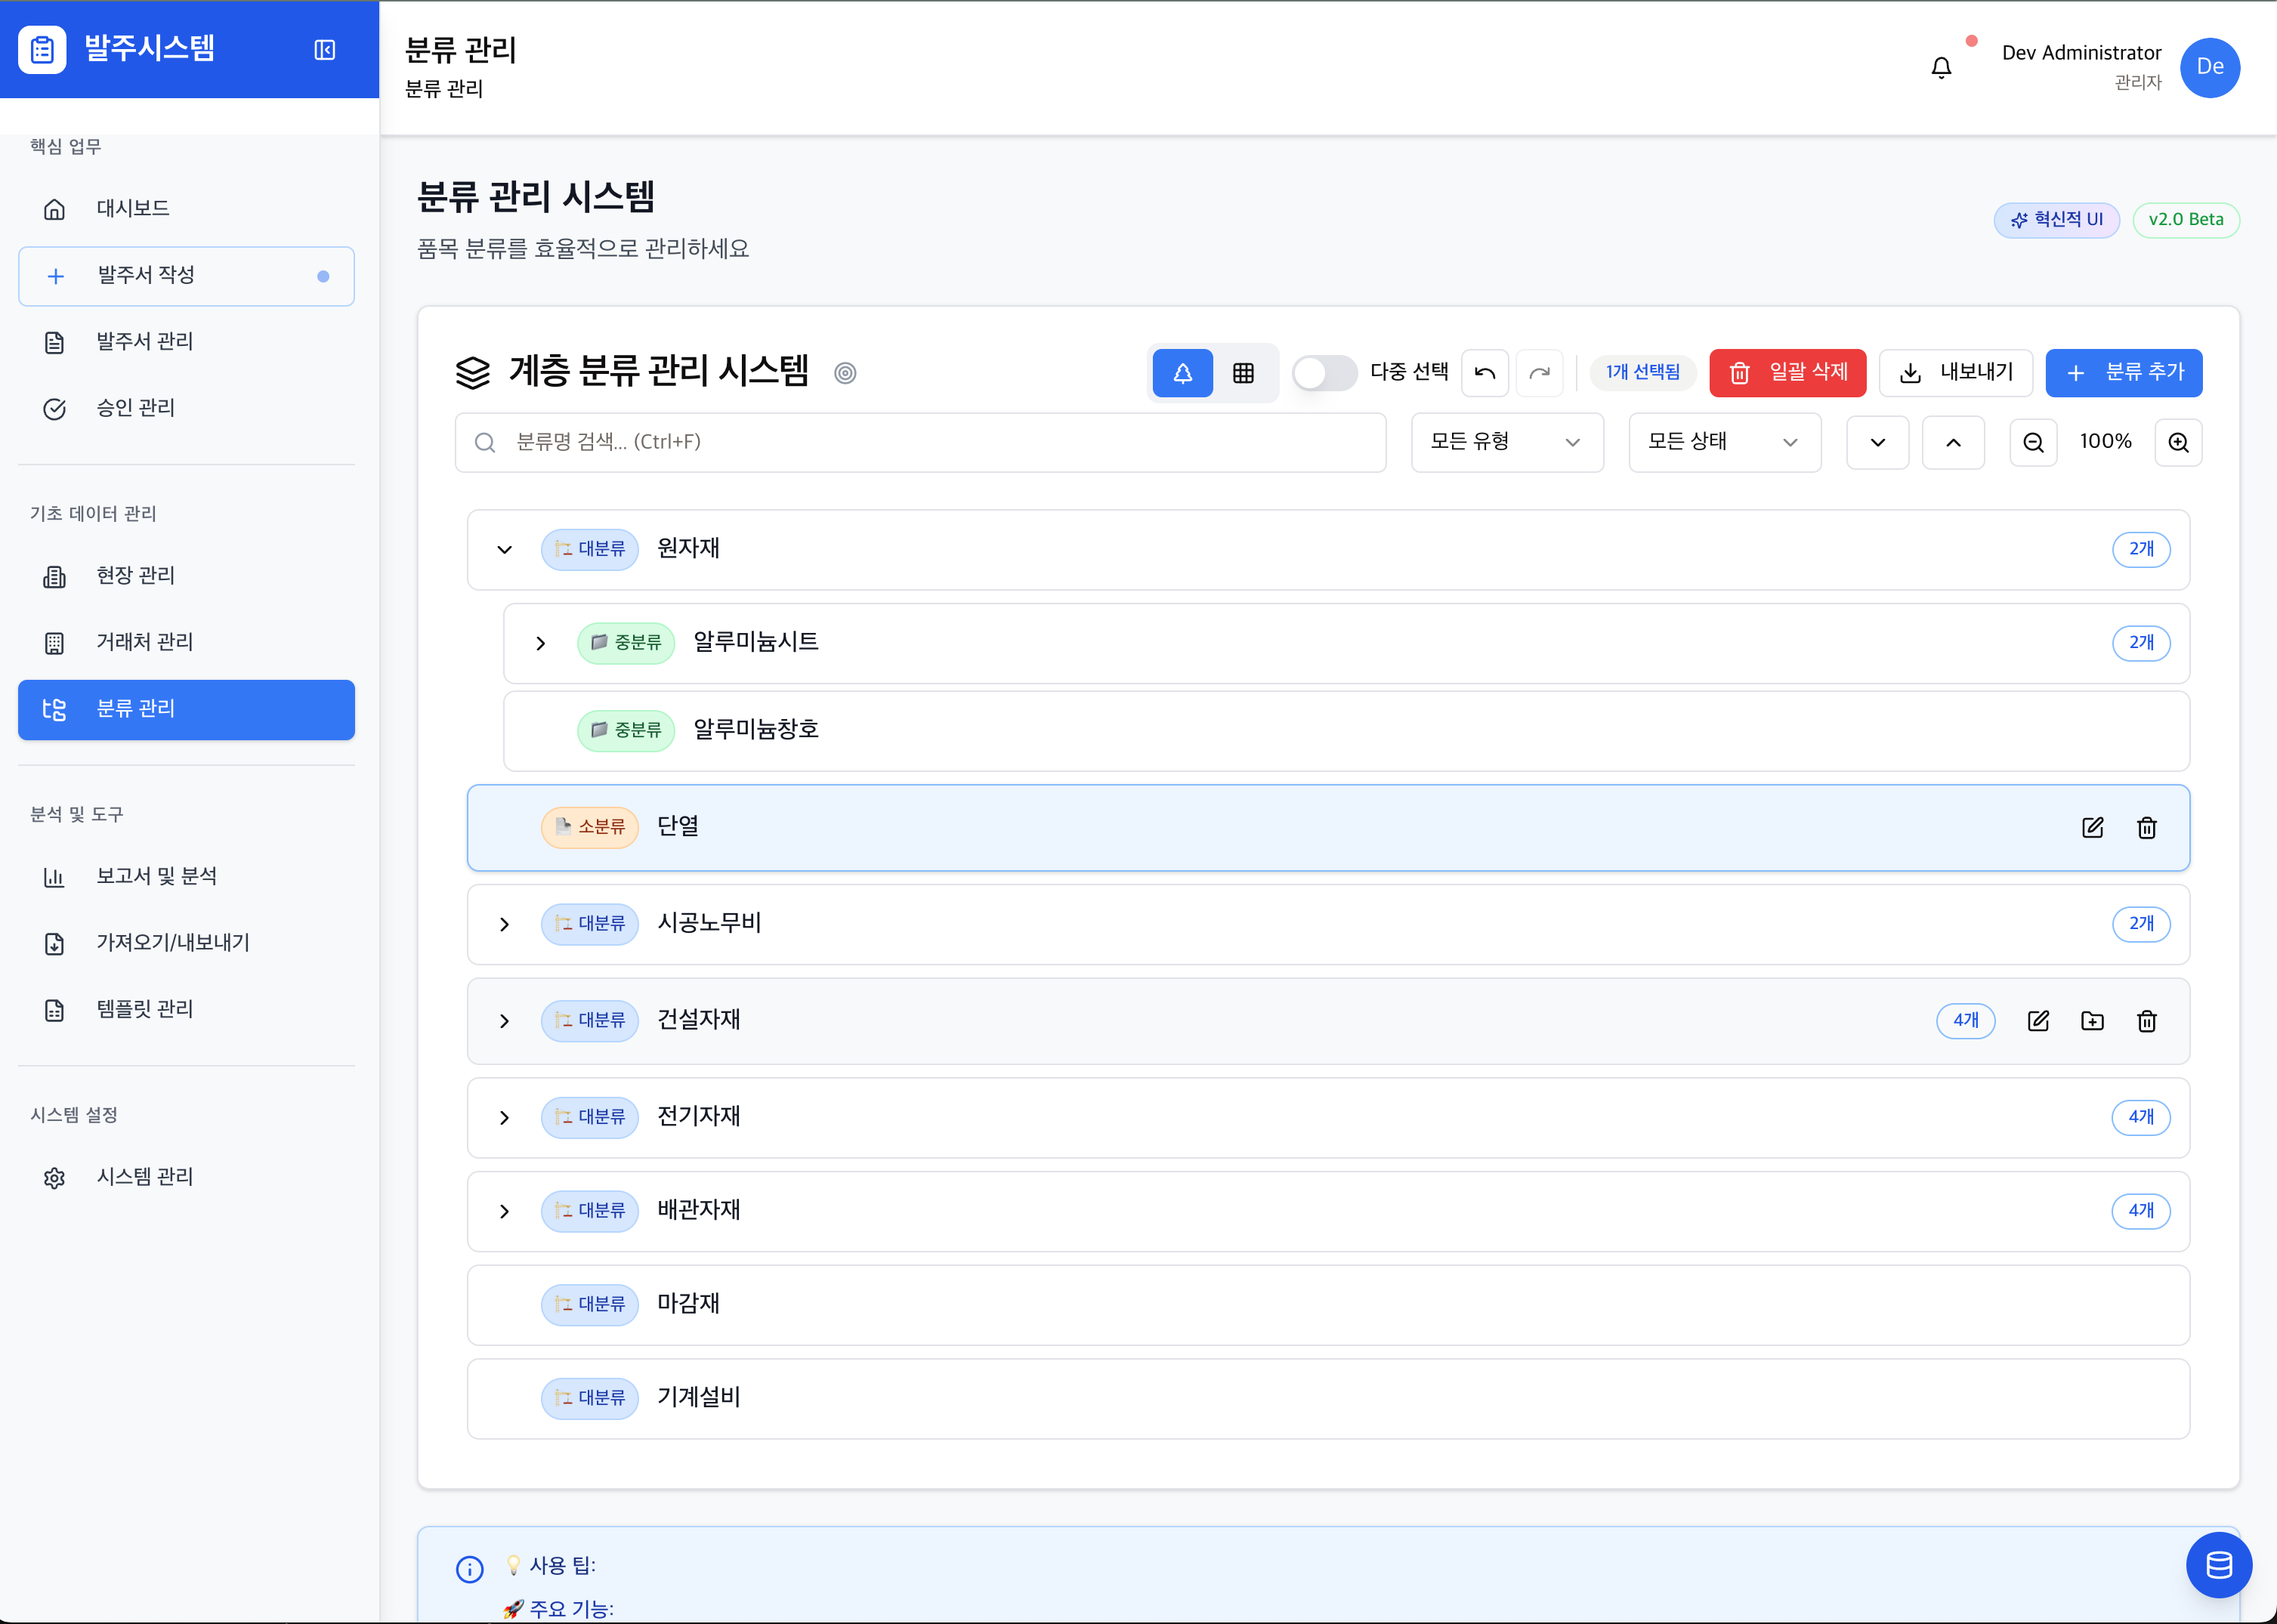 발주시스템
핵심 업무
대시보드
발주서 작성
발주서 관리
승인 관리
기초 데이터 관리
현장 관리
거래처 관리
분류 관리
분석 및 도구
보고서 및 분석
가져오기/내보내기
템플릿 관리
시스템 설정
시스템 관리
분류 관리
분류 관리
Dev Administrator
관리자
De
분류 관리 시스템
품목 분류를 효율적으로 관리하세요
혁신적 UI
v2.0 Beta
계층 분류 관리 시스템
다중 선택
1개 선택됨
일괄 삭제
내보내기
분류 추가
분류명 검색... (Ctrl+F)
모든 유형
모든 상태
100%
대분류 원자재 2개
중분류 알루미늄시트 2개
중분류 알루미늄창호
소분류 단열
대분류 시공노무비 2개
대분류 건설자재 4개
대분류 전기자재 4개
대분류 배관자재 4개
대분류 마감재
대분류 기계설비
💡 사용 팁:
🚀 주요 기능: